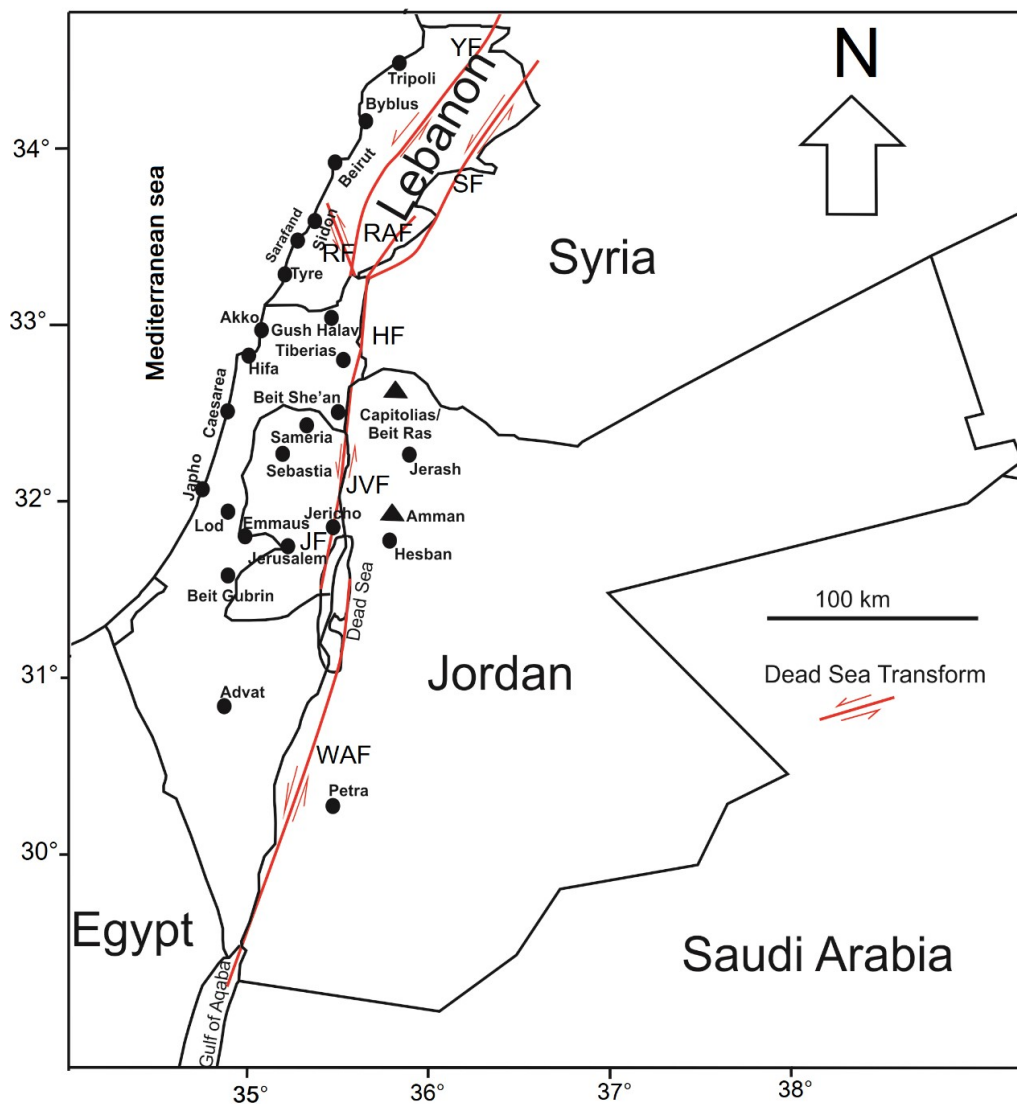 YF
N
Tripoli
Byblus
34°
Beirut
Lebanon
SF
Sarafand
Sidon
RAF
RF
Syria
Tyre
Mediterranean sea
33°
Akko
Gush Halav
HF
Tiberias
Hifa
Caesarea
Beit She'an
Capitolias/
Beit Ras
Sameria
Sebastia
Jerash
Japho
JVF
32°
Lod
Emmaus
Jericho
Amman
JF
Jerusalem
Hesban
Beit Gubrin
Dead Sea
100 km
31°
Jordan
Dead Sea Transform
Advat
WAF
Petra
30°
Egypt
Saudi Arabia
Gulf of Aqaba
35°
36°
37°
38°